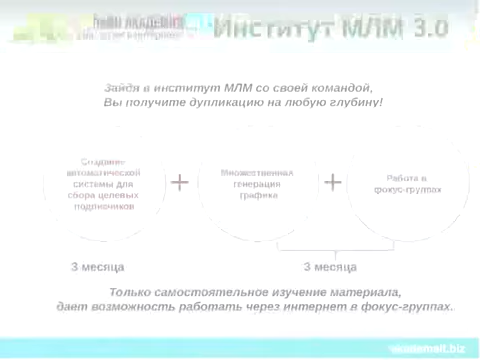 Институт МЛМ 3.0
Зайдя в институт МЛМ со своей командой,
Вы получите дупликацию на любую глубину!
Создание
автоматической
системы для
сбора целевых
подписчиков
+
Множественная
генерация
трафика
+
Работа в
фокус-группах
3 месяца
3 месяца
Только самостоятельное изучение материала,
дает возможность работать через интернет в фокус-группах.
akademait.biz